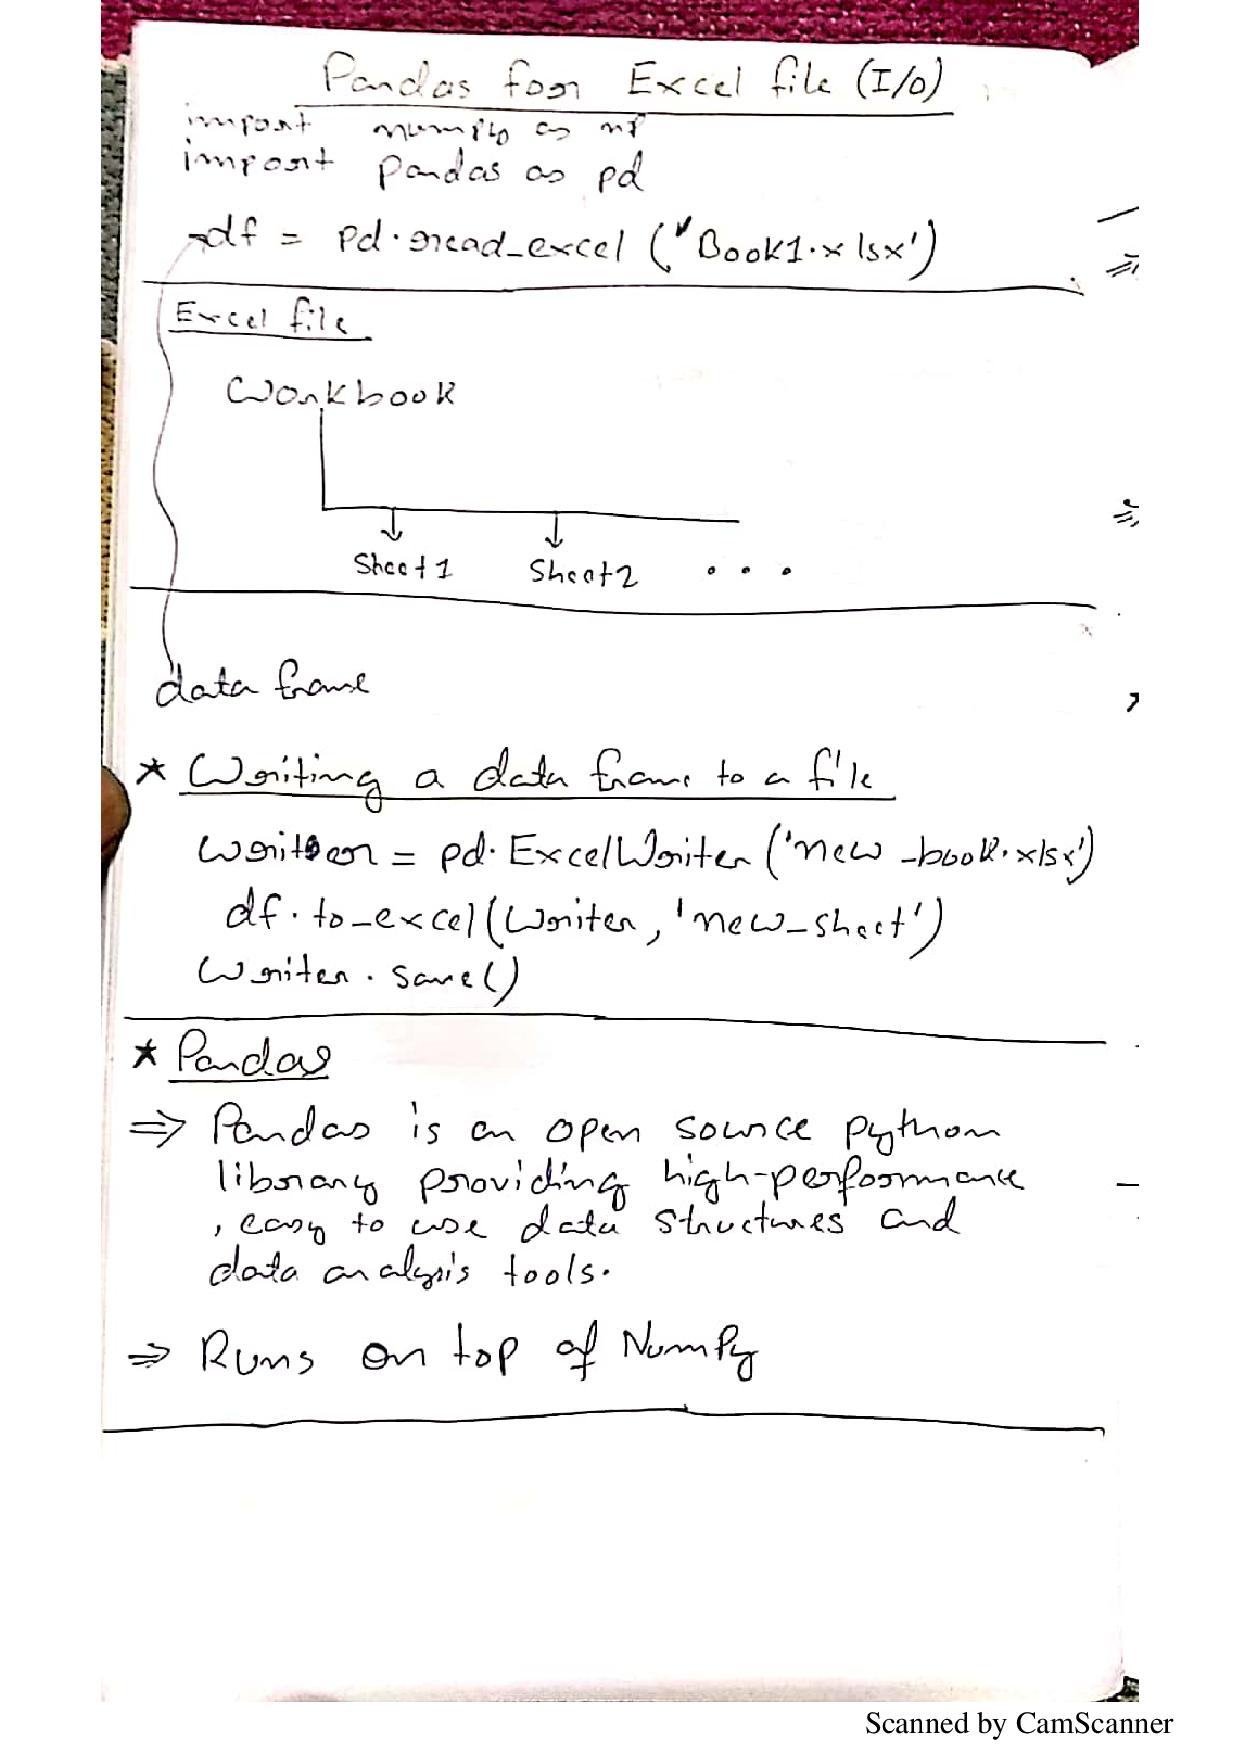 Pandas for Excel file (I/O)
import numpy as np
import pandas as pd
df = pd.read_excel ('Book1.xlsx')
Excel file
Workbook
Sheet1 Sheet2 . . .
data frame
* Writing a data frame to a file
writer = pd.ExcelWriter ('new_book.xlsx')
df.to_excel (writer, 'new_sheet')
writer.save()
* Pandas
⇒ Pandas is an open source python
library providing high-performance
, easy to use data structures and
data analysis tools.
⇒ Runs on top of NumPy
Scanned by CamScanner